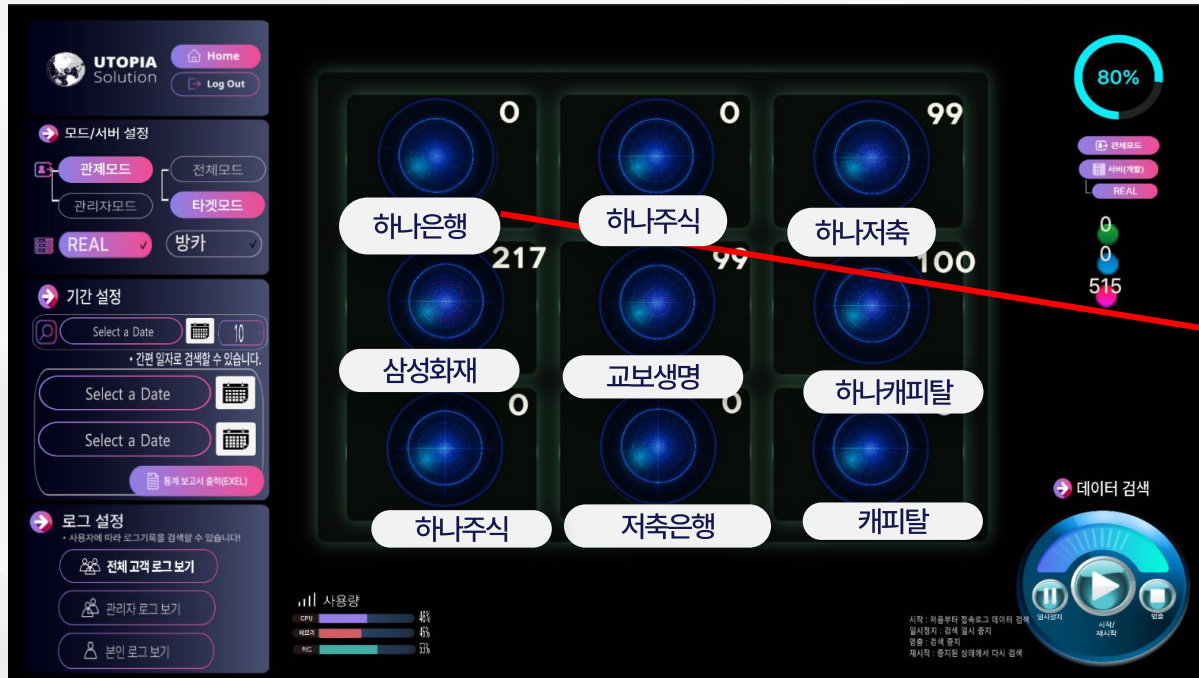 UTOPIA
Solution
Home
Log Out
모드/서버 설정
관제모드
전체모드
관리자모드
타겟모드
REAL
방카
기간 설정
Select a Date
10
• 간편 일자로 검색할 수 있습니다.
Select a Date
Select a Date
통계 보고서 출력(EXEL)
로그 설정
• 사용자에 따라 로그기록을 검색할 수 있습니다!
전체 고객 로그 보기
관리자 로그 보기
본인 로그 보기
0
0
99
하나은행
하나주식
하나저축
217
99
100
삼성화재
교보생명
하나캐피탈
0
0
하나주식
저축은행
캐피탈
사용량
CPU
메모리
46%
하드
53%
80%
관제모드
서버(개발)
REAL
0
0
515
데이터 검색
일시정지
시작/
재시작
멈춤
시작 : 처음부터 접속로그 데이터 검색
일시정지 : 검색 일시 중지
멈춤 : 검색 중지
재시작 : 중지된 상태에서 다시 검색